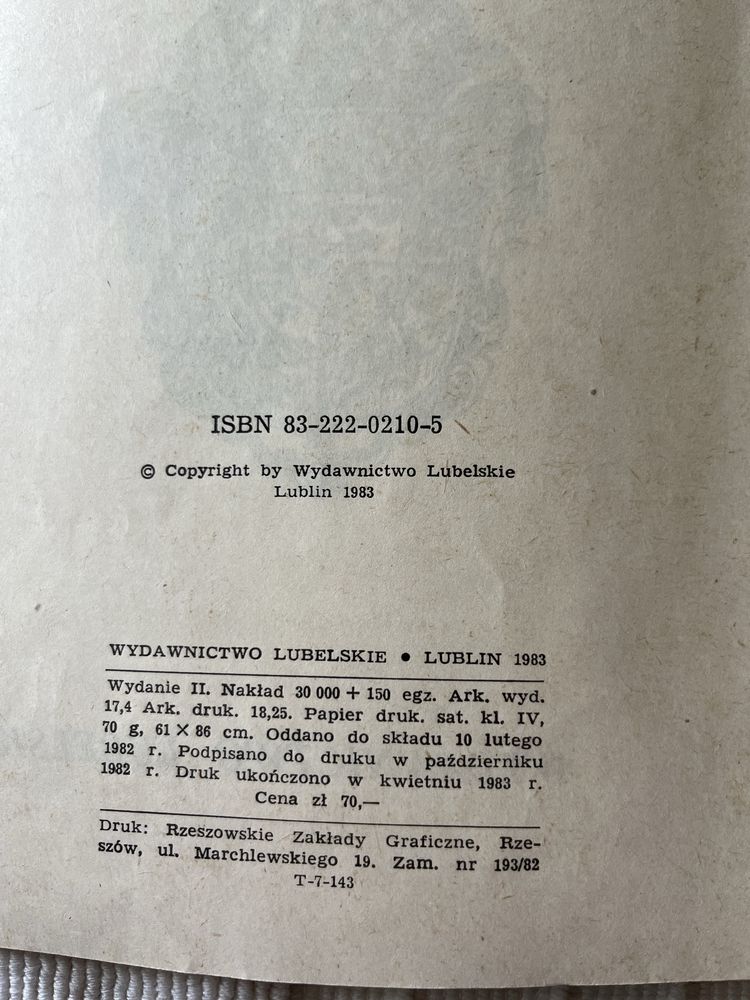 ISBN 83-222-0210-5
© Copyright by Wydawnictwo Lubelskie
Lublin 1983
WYDAWNICTWO LUBELSKIE • LUBLIN 1983
Wydanie II. Nakład 30 000 + 150 egz. Ark. wyd.
17,4 Ark. druk. 18,25. Papier druk. sat. kl. IV,
70 g, 61 × 86 cm. Oddano do składu 10 lutego
1982 r. Podpisano do druku w październiku
1982 r. Druk ukończono w kwietniu 1983 r.
Cena zł 70,—
Druk: Rzeszowskie Zakłady Graficzne, Rze-
szów, ul. Marchlewskiego 19. Zam. nr 193/82
T-7-143